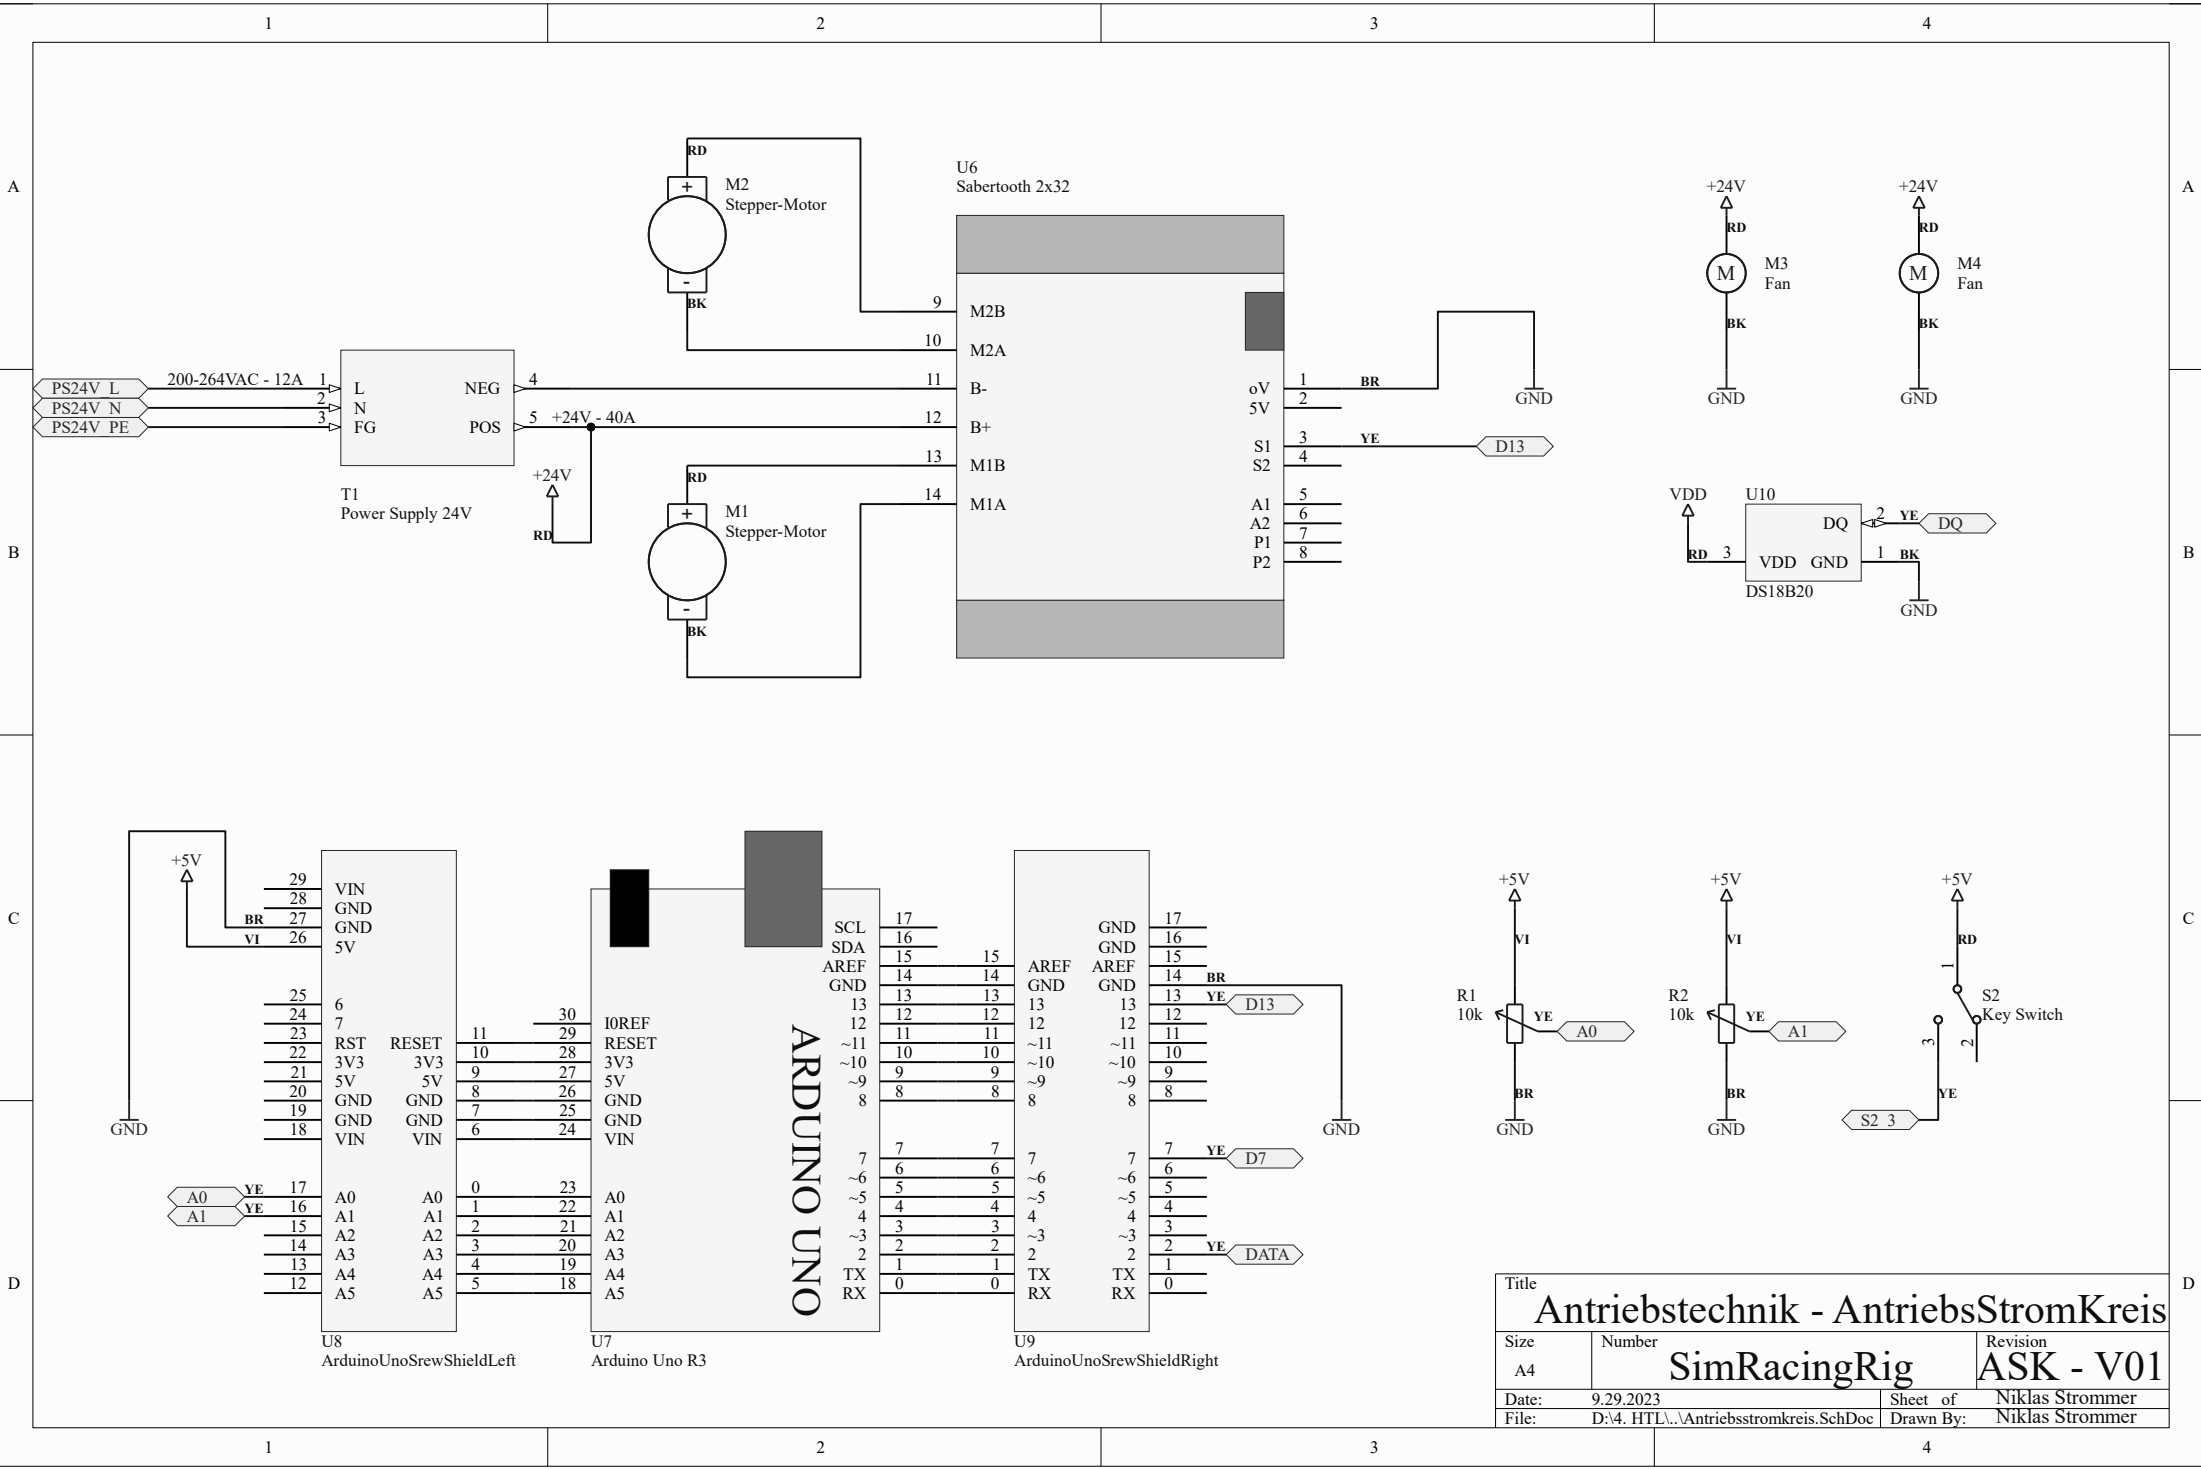 1 2 3 4
A A
B B
C C
D D
1 2 3 4
PS24V_L 200-264VAC - 12A 1 L
PS24V_N 2 N
PS24V_PE 3 FG
NEG 4
POS 5 +24V - 40A
T1
Power Supply 24V
+24V
RD
RD
+
M2
Stepper-Motor
-
BK
RD
+
M1
Stepper-Motor
-
BK
U6
Sabertooth 2x32
9 M2B
10 M2A
11 B-
12 B+
13 M1B
14 M1A
oV 1 BR
5V 2
S1 3 YE D13
S2 4
A1 5
A2 6
P1 7
P2 8
GND
+24V
RD
M
M3
Fan
BK
GND
+24V
RD
M
M4
Fan
BK
GND
VDD
RD 3
U10
DQ 2 YE DQ
VDD GND 1 BK
DS18B20
GND
+5V
GND
29 VIN
28 GND
BR 27 GND
VI 26 5V
25 6
24 7
23 RST RESET 11
22 3V3 3V3 10
21 5V 5V 9
20 GND GND 8
19 GND GND 7
18 VIN VIN 6
A0 YE 17 A0 A0 0
A1 YE 16 A1 A1 1
15 A2 A2 2
14 A3 A3 3
13 A4 A4 4
12 A5 A5 5
U8
ArduinoUnoSrewShieldLeft
30 I0REF
29 RESET
28 3V3
27 5V
26 GND
25 GND
24 VIN
23 A0
22 A1
21 A2
20 A3
19 A4
18 A5
ARDUINO UNO
SCL 17
SDA 16
AREF 15
GND 14
13 13
12 12
~11 11
~10 10
~9 9
8 8
7 7
~6 6
~5 5
4 4
~3 3
2 2
TX 1
RX 0
U7
Arduino Uno R3
GND 17
GND 16
15 AREF AREF 15
14 GND GND 14 BR
13 13 13 13 YE D13
12 12 12 12
11 ~11 ~11 11
10 ~10 ~10 10
9 ~9 ~9 9
8 8 8 8
7 7 7 7 YE D7
6 ~6 ~6 6
5 ~5 ~5 5
4 4 4 4
3 ~3 ~3 3
2 2 2 2 YE DATA
1 TX TX 1
0 RX RX 0
U9
ArduinoUnoSrewShieldRight
GND
+5V
VI
R1
10k
YE A0
BR
GND
+5V
VI
R2
10k
YE A1
BR
GND
+5V
RD
1
S2
Key Switch
3 2
YE
S2_3
Title
Antriebstechnik - AntriebsStromKreis
Size Number Revision
A4 SimRacingRig ASK - V01
Date: 9.29.2023 Sheet of Niklas Strommer
File: D:\4. HTL\..\Antriebsstromkreis.SchDoc Drawn By: Niklas Strommer